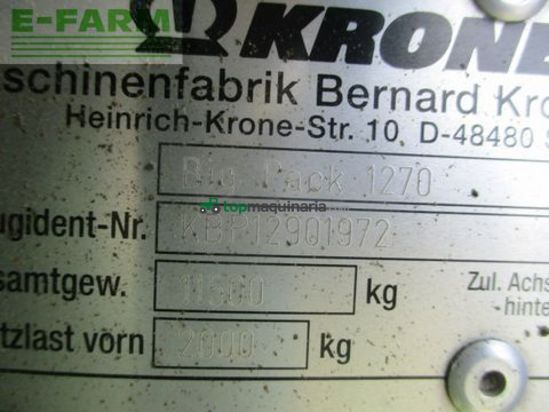 E-FARM
KRONE
schinenfabrik Bernard Kro
Heinrich-Krone-Str. 10 D-48480 S
Big Pack 1270
ugident-Nr. KBP12901972
samtgew. 11500 kg Zul. Achs
hinte
tzlast vorn 2000 kg
topmaquinaria.com